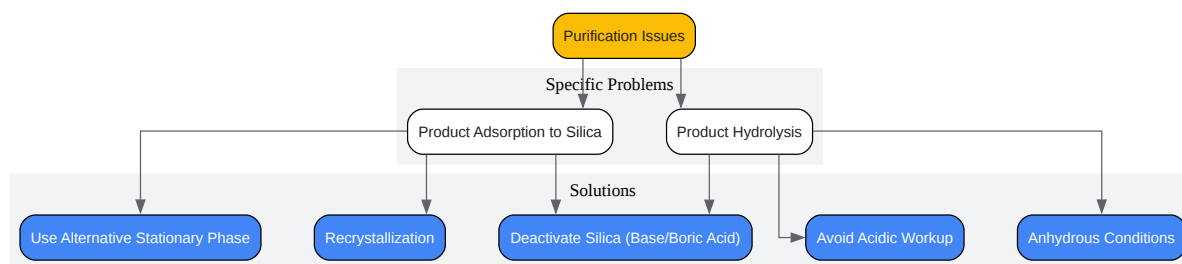 Purification Issues
Specific Problems
Product Adsorption to Silica
Product Hydrolysis
Solutions
Use Alternative Stationary Phase
Recrystallization
Deactivate Silica (Base/Boric Acid)
Avoid Acidic Workup
Anhydrous Conditions